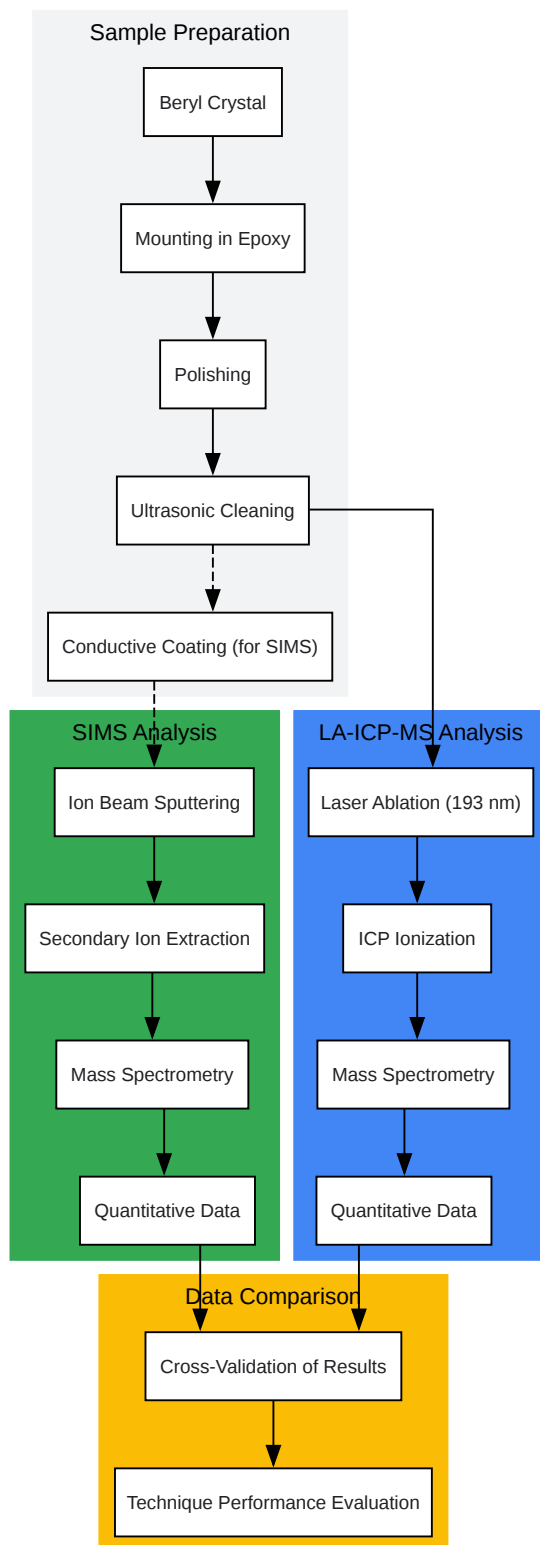 Sample Preparation
Beryl Crystal
Mounting in Epoxy
Polishing
Ultrasonic Cleaning
Conductive Coating (for SIMS)
SIMS Analysis
Ion Beam Sputtering
Secondary Ion Extraction
Mass Spectrometry
Quantitative Data
LA-ICP-MS Analysis
Laser Ablation (193 nm)
ICP Ionization
Mass Spectrometry
Quantitative Data
Data Comparison
Cross-Validation of Results
Technique Performance Evaluation